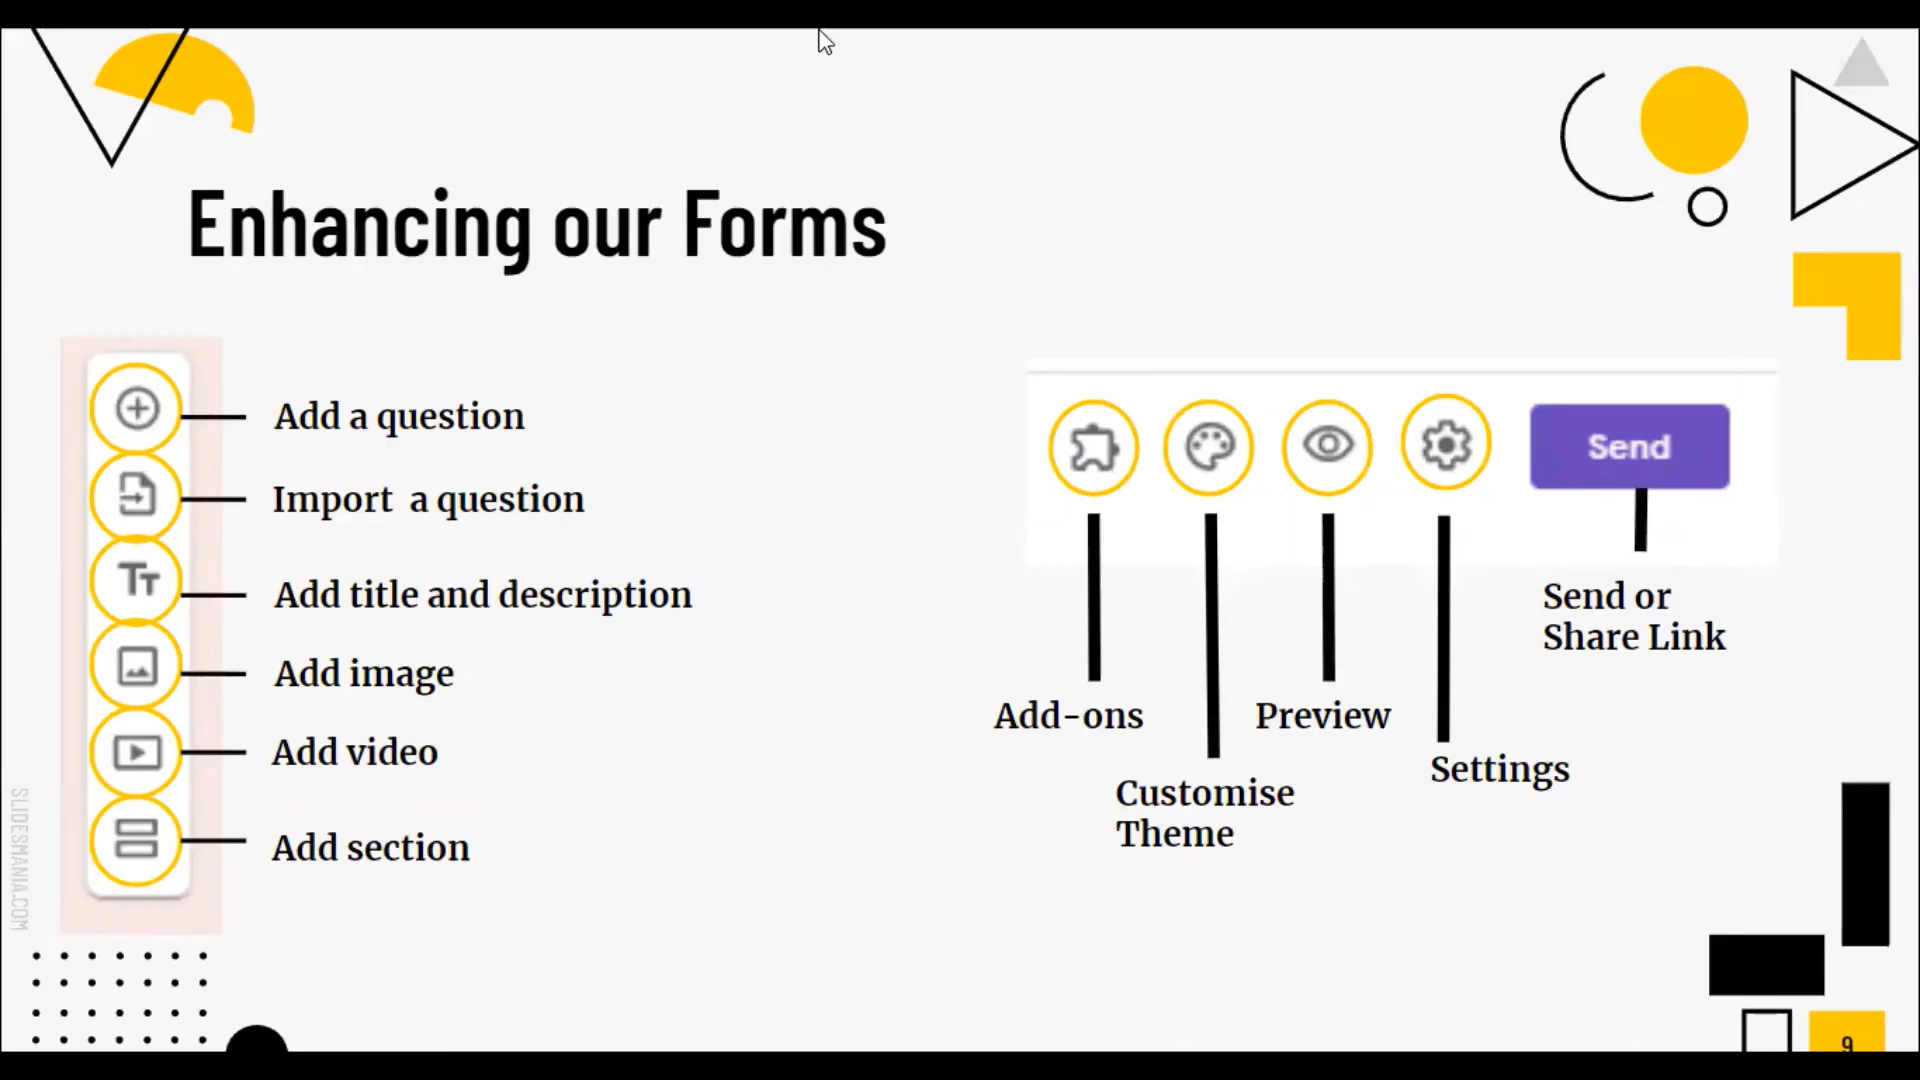 Enhancing our Forms
Add a question
Import  a question
Tт
Add title and description
Add image
Add video
Add section
Send
Send or
Share Link
Add-ons
Preview
Settings
Customise
Theme
SLIDESMANIA.COM
9